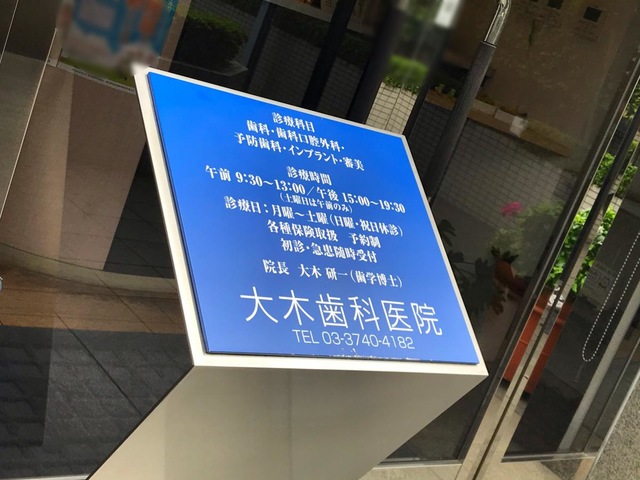 診療科目
歯科・歯科口腔外科・
予防歯科・インプラント・審美
診療時間
午前 9:30～13:00／午後 15:00～19:30
（土曜日は午前のみ）
診療日：月曜～土曜（日曜・祝日休診）
各種保険取扱 予約制
初診・急患随時受付
院長 大木 研一（歯学博士）
大木歯科医院
TEL 03-3740-4182